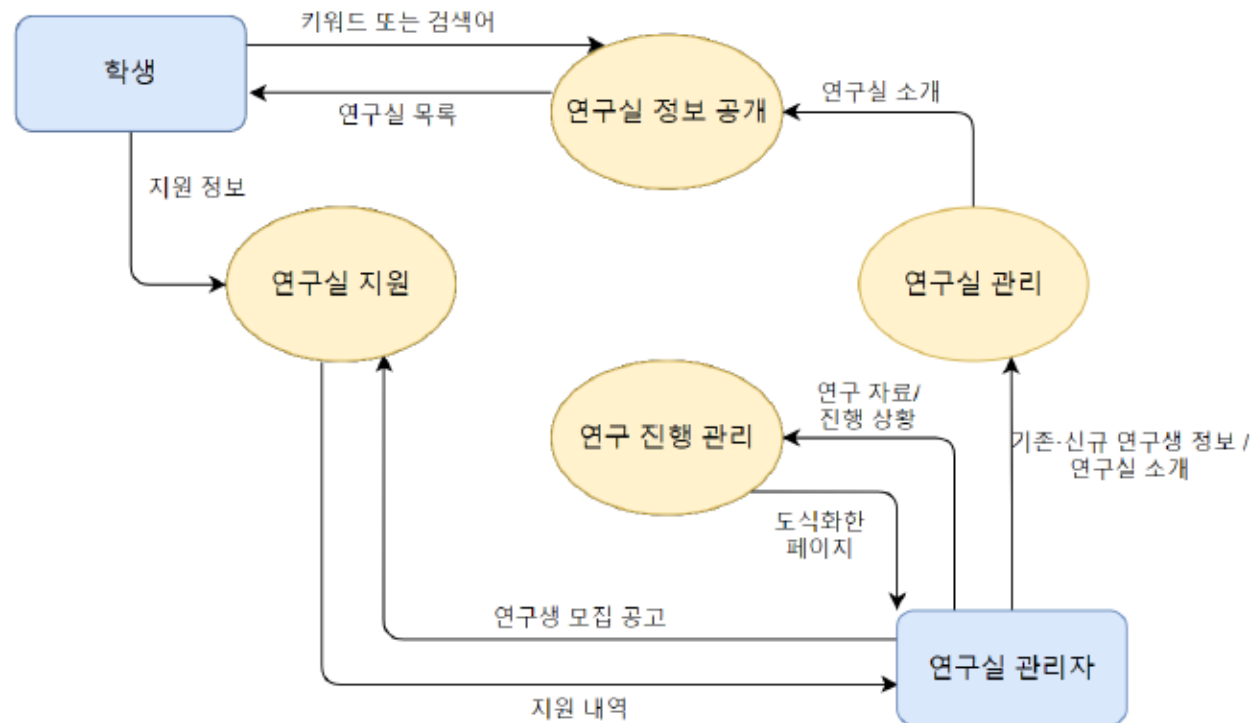 키워드 또는 검색어
학생
연구실 목록
연구실 정보 공개
연구실 소개
지원 정보
연구실 지원
연구실 관리
연구 진행 관리
연구 자료/
진행 상황
기존-신규 연구생 정보 /
연구실 소개
도식화한
페이지
연구생 모집 공고
연구실 관리자
지원 내역